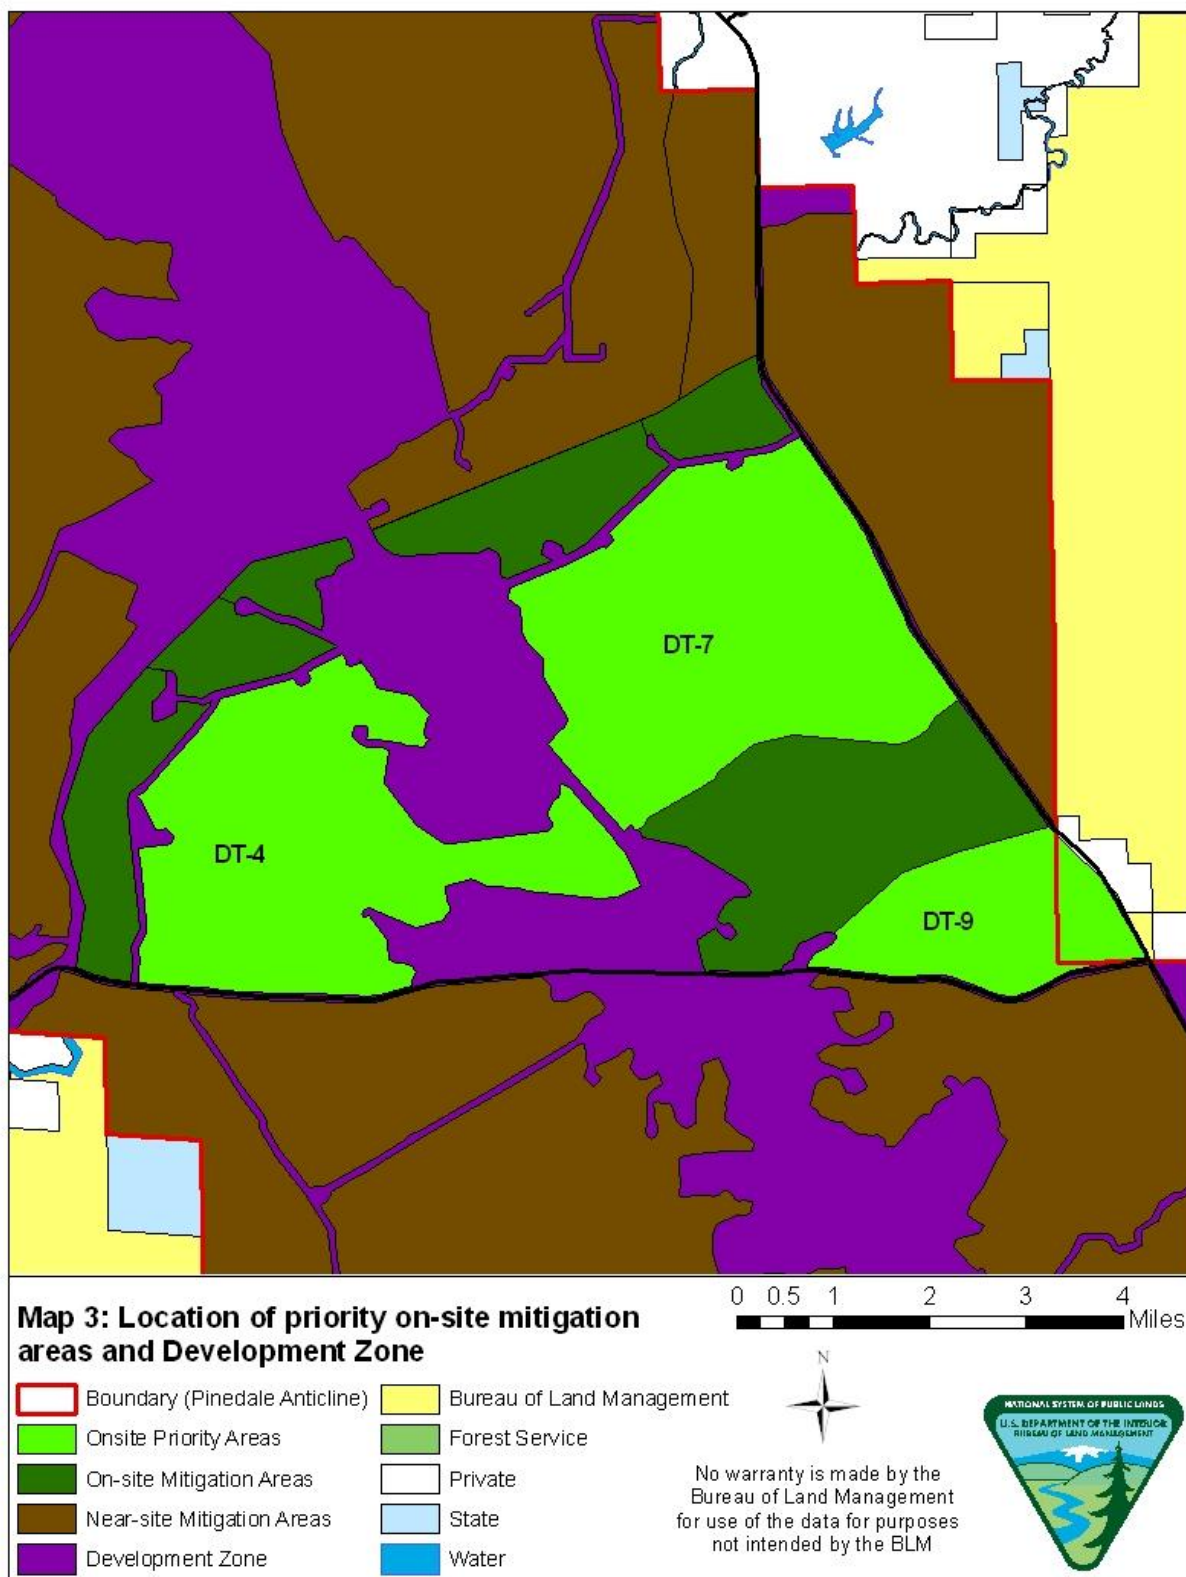 DT-7
DT-4
DT-9
Map 3: Location of priority on-site mitigation
areas and Development Zone
0 0.5 1 2 3 4
Miles
Boundary (Pinedale Anticline)
Onsite Priority Areas
On-site Mitigation Areas
Near-site Mitigation Areas
Development Zone
Bureau of Land Management
Forest Service
Private
State
Water
N
No warranty is made by the
Bureau of Land Management
for use of the data for purposes
not intended by the BLM
NATIONAL SYSTEM OF PUBLIC LANDS
U.S. DEPARTMENT OF THE INTERIOR
BUREAU OF LAND MANAGEMENT